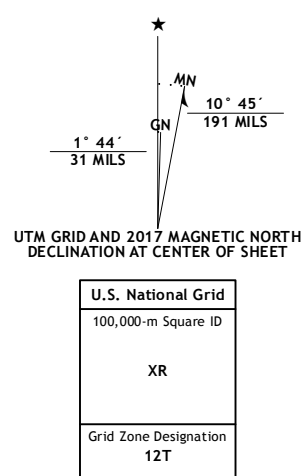 ★
MN
GN
10° 45´
191 MILS
1° 44´
31 MILS
UTM GRID AND 2017 MAGNETIC NORTH
DECLINATION AT CENTER OF SHEET
U.S. National Grid
100,000-m Square ID
XR
Grid Zone Designation
12T